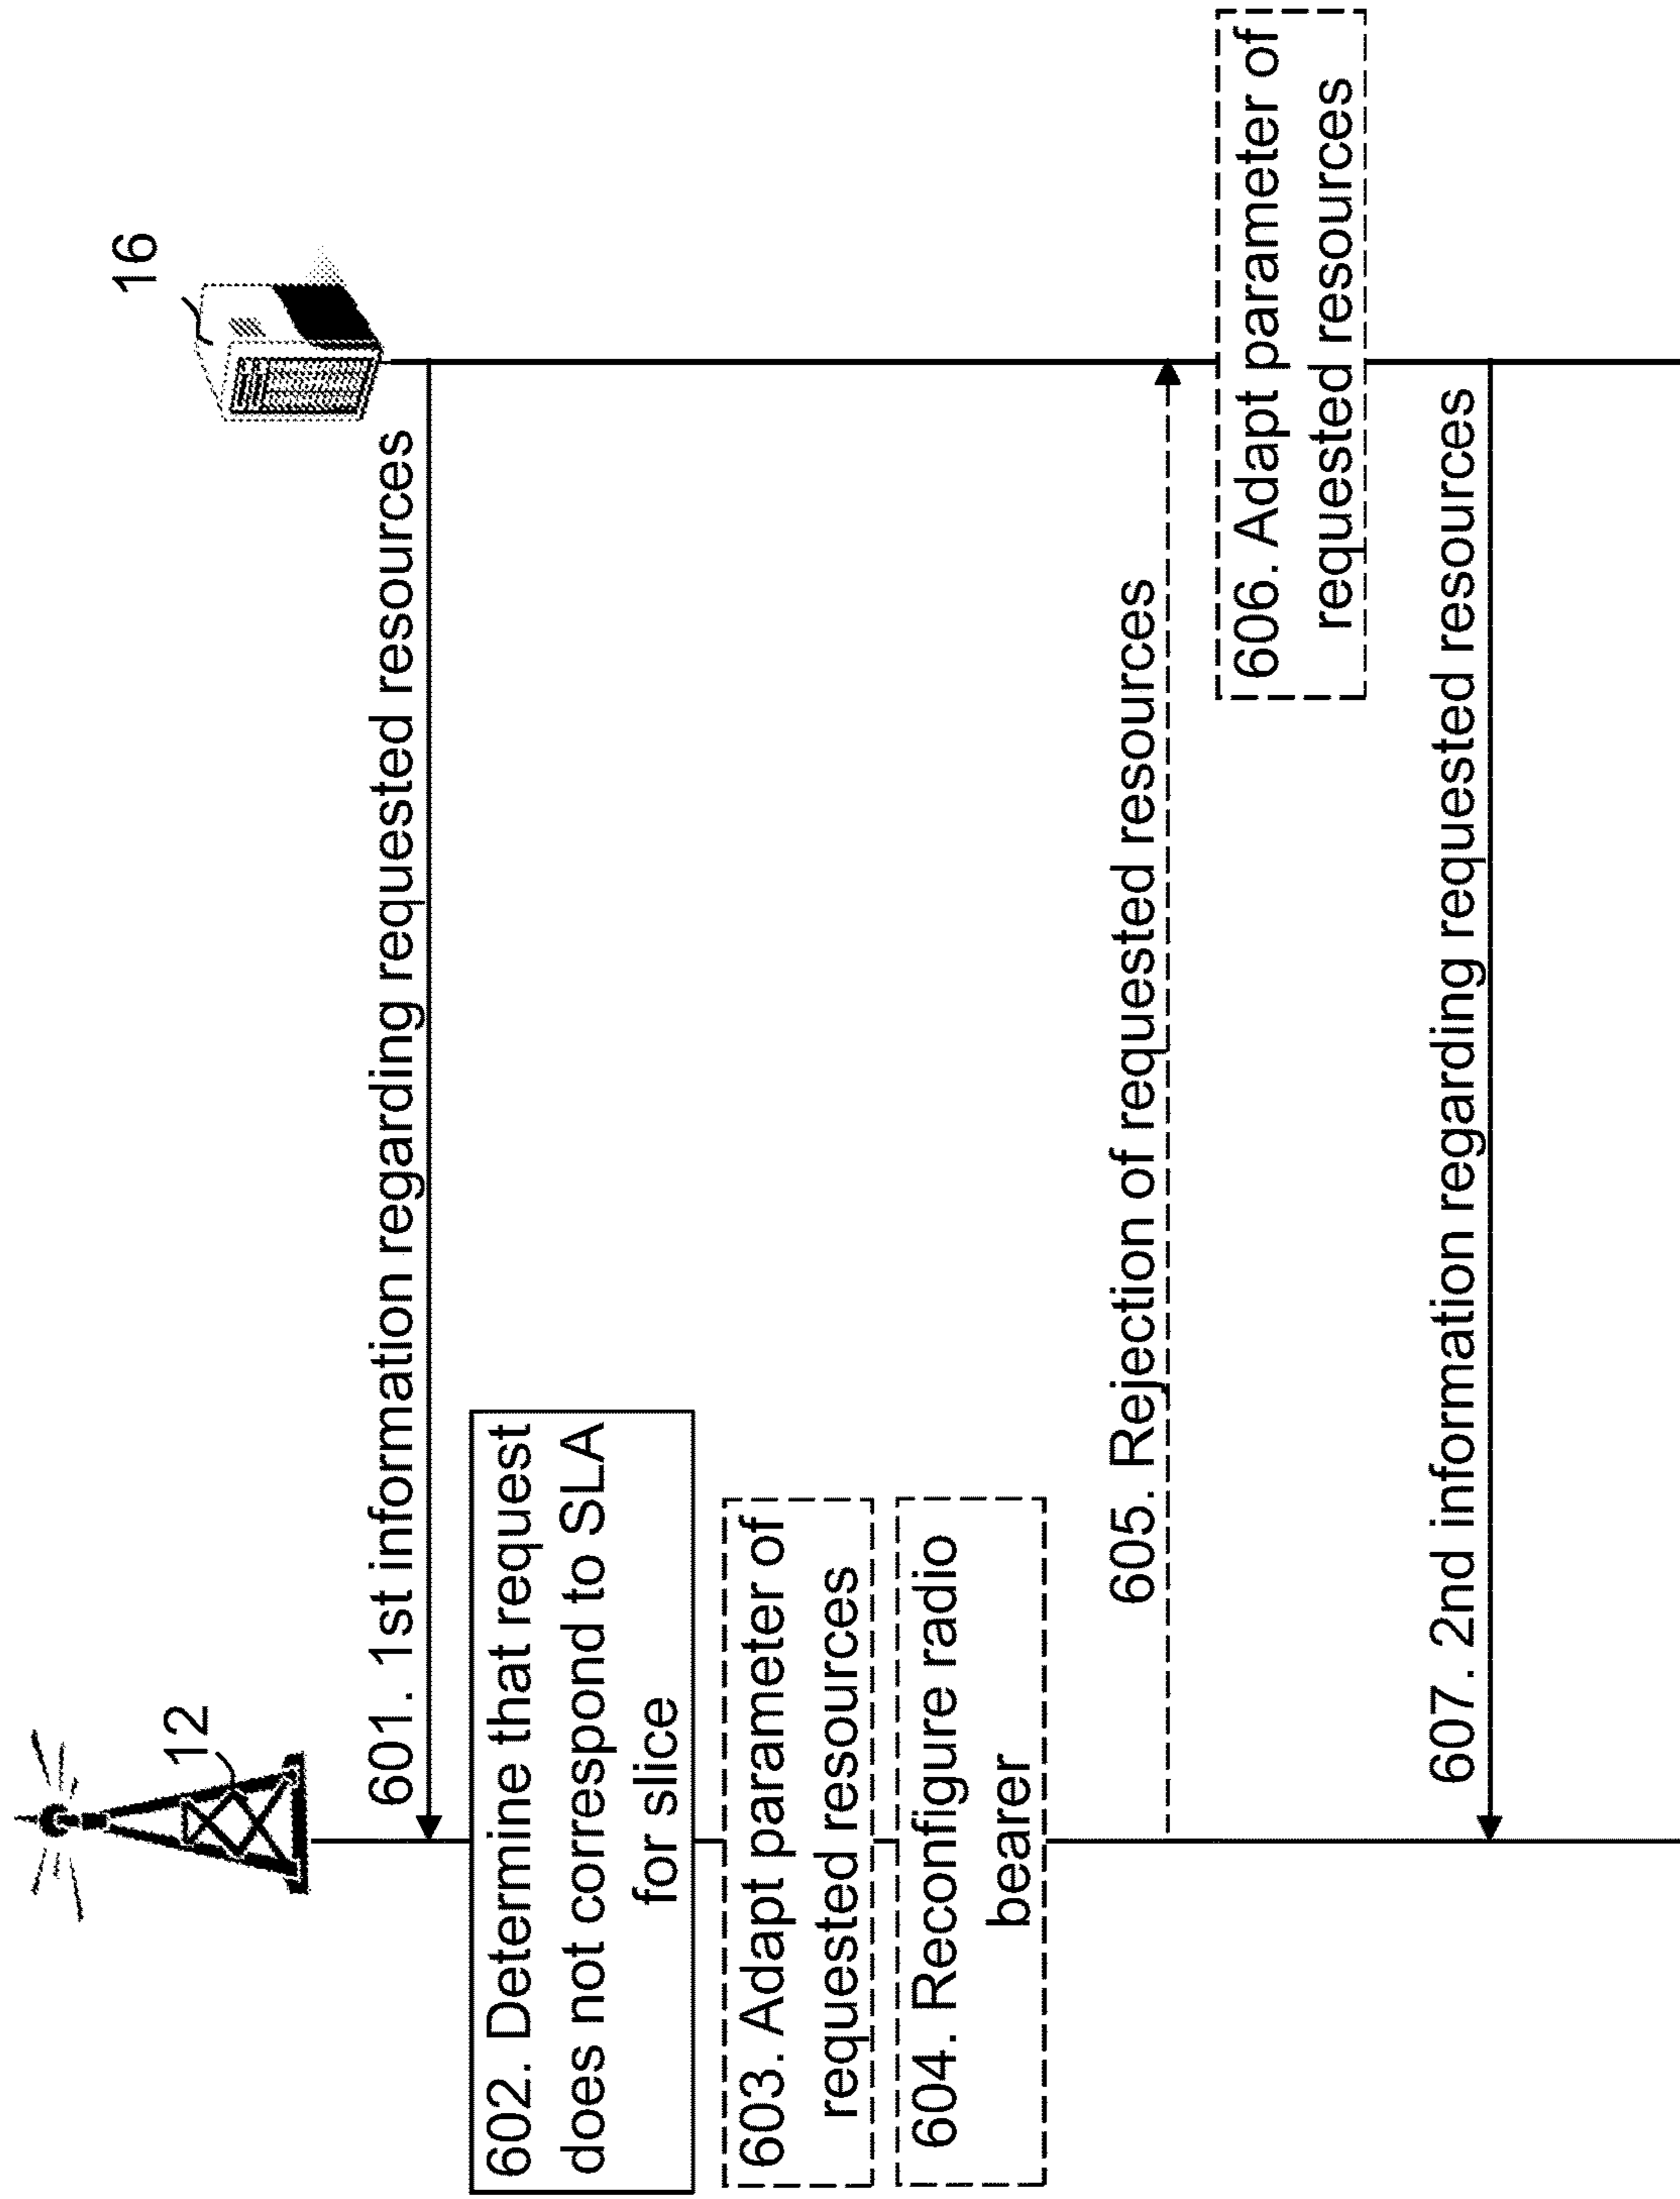 12
16
601. 1st information regarding requested resources
602. Determine that request
does not correspond to SLA
for slice
603. Adapt parameter of
requested resources
604. Reconfigure radio
bearer
605. Rejection of requested resources
606. Adapt parameter of
requested resources
607. 2nd information regarding requested resources